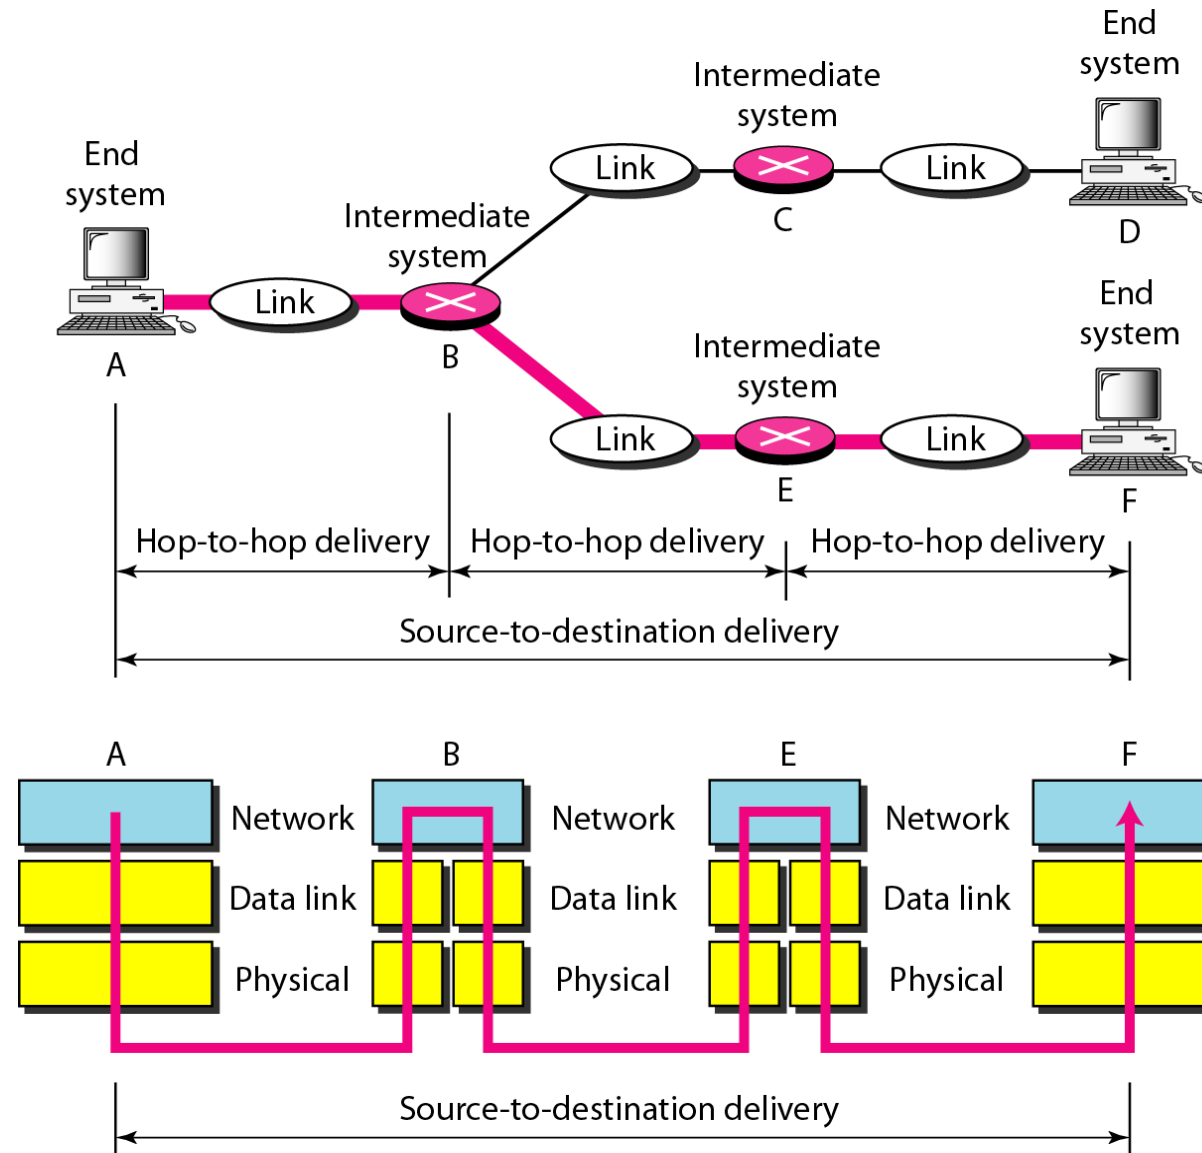 End
system
Intermediate
system
Link
C
Link
D
End
system
Intermediate
system
Link
A
B
Intermediate
system
Link
E
Link
End
system
F
Hop-to-hop delivery
Hop-to-hop delivery
Hop-to-hop delivery
Source-to-destination delivery
A
B
E
F
Network
Network
Network
Data link
Data link
Data link
Physical
Physical
Physical
Source-to-destination delivery